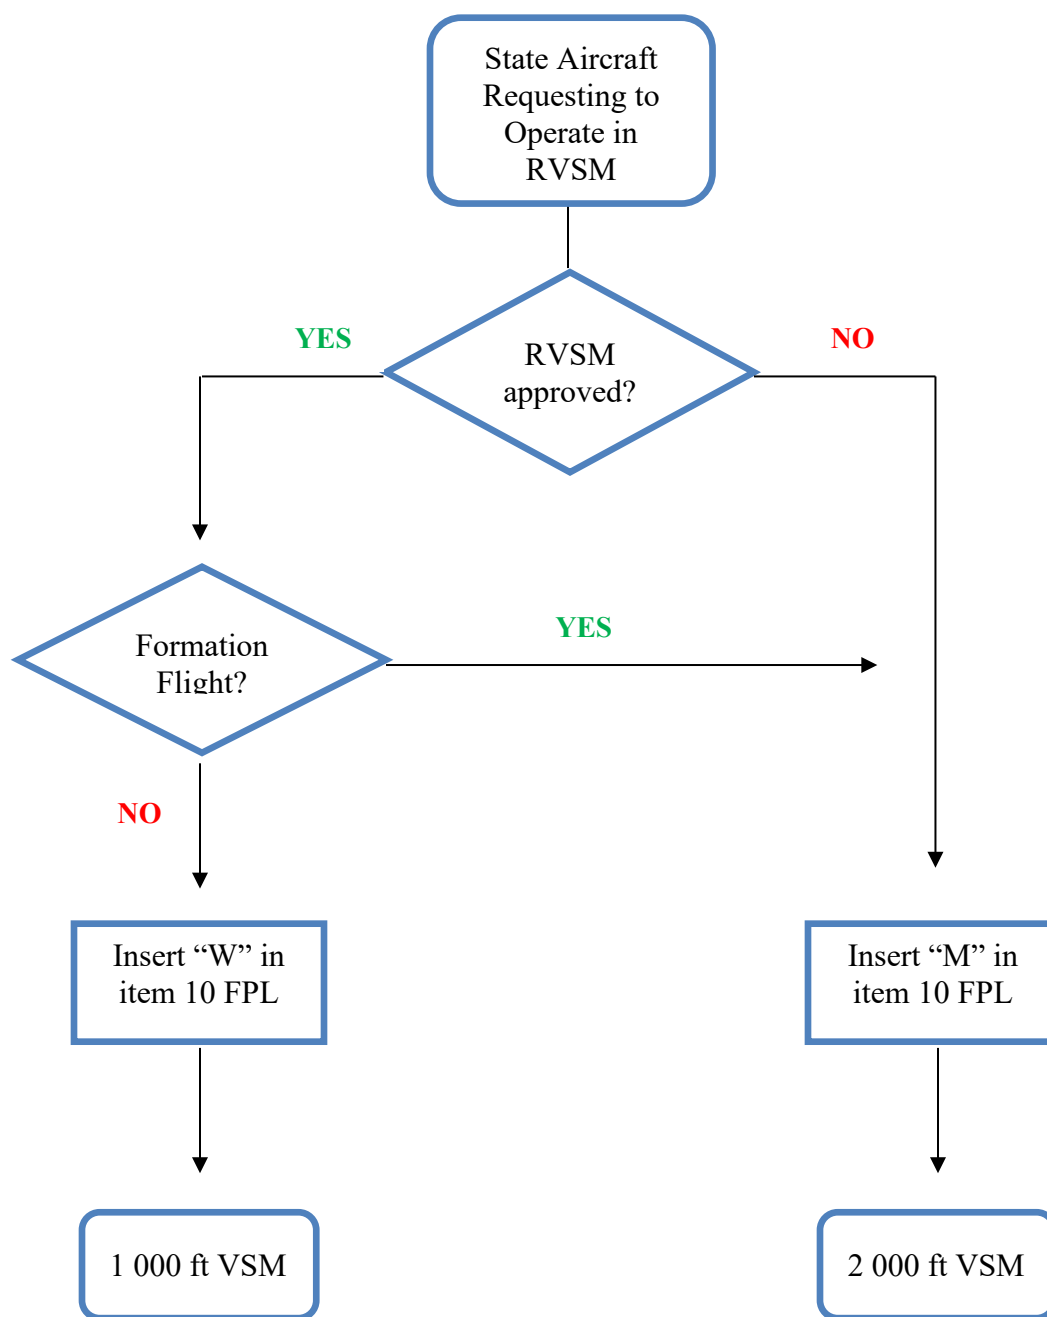 State Aircraft
Requesting to
Operate in
RVSM
YES
NO
RVSM
approved?
Formation
Flight?
YES
NO
Insert “W” in
item 10 FPL
Insert “M” in
item 10 FPL
1 000 ft VSM
2 000 ft VSM